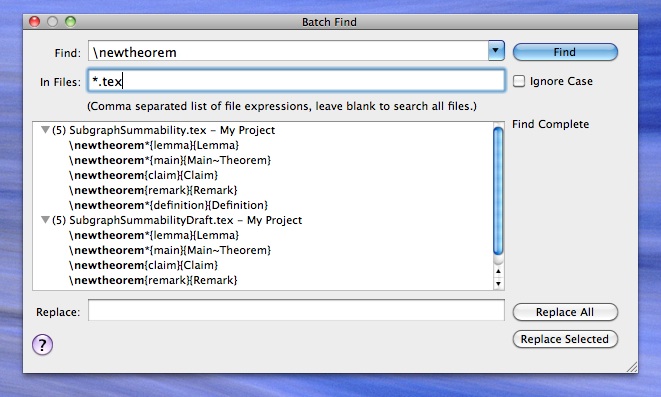 Batch Find
Find: \newtheorem Find
In Files: *.tex Ignore Case
(Comma separated list of file expressions, leave blank to search all files.)
Find Complete
(5) SubgraphSummability.tex – My Project
\newtheorem*{lemma}{Lemma}
\newtheorem*{main}{Main~Theorem}
\newtheorem{claim}{Claim}
\newtheorem{remark}{Remark}
\newtheorem*{definition}{Definition}
(5) SubgraphSummabilityDraft.tex – My Project
\newtheorem*{lemma}{Lemma}
\newtheorem*{main}{Main~Theorem}
\newtheorem{claim}{Claim}
\newtheorem{remark}{Remark}
Replace: Replace All
? Replace Selected